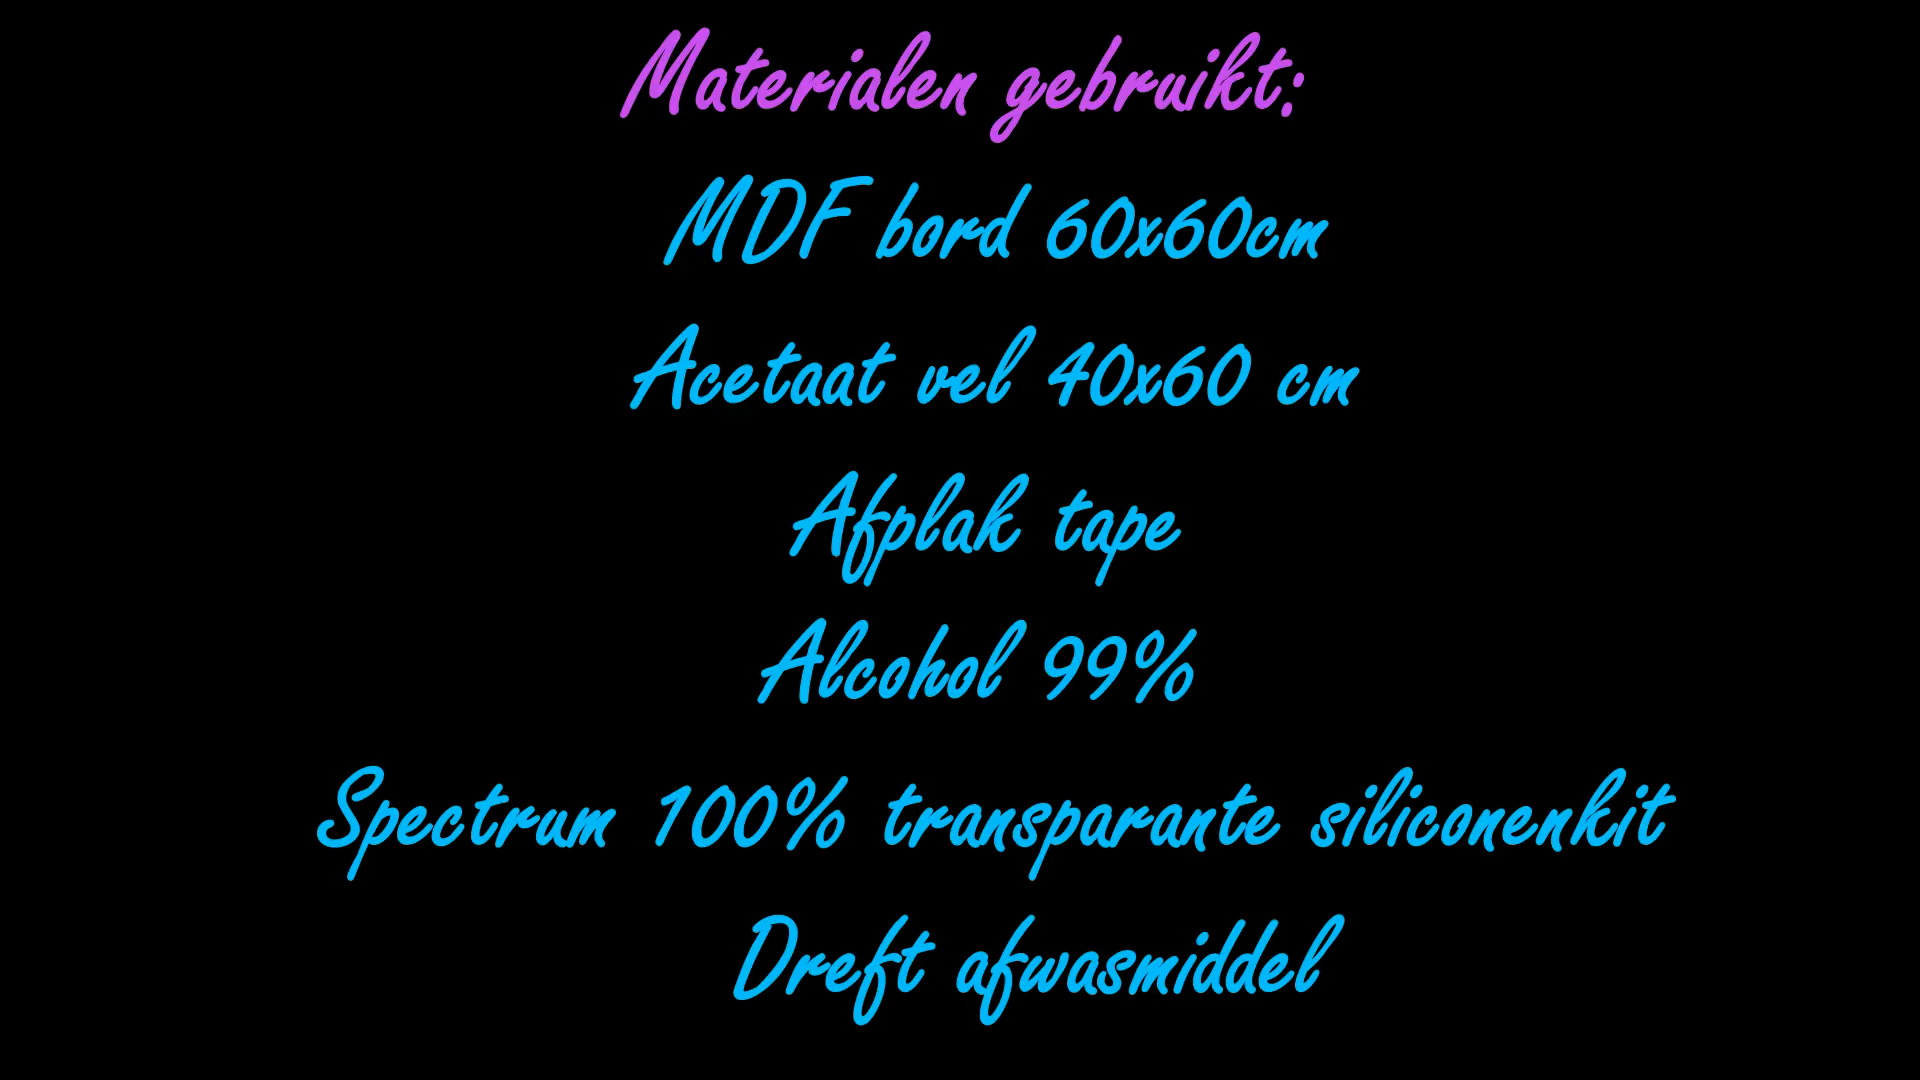 Materialen gebruikt:
MDF bord 60x60cm
Acetaat vel 40x60 cm
Afplak tape
Alcohol 99%
Spectrum 100% transparante siliconenkit
Dreft afwasmiddel